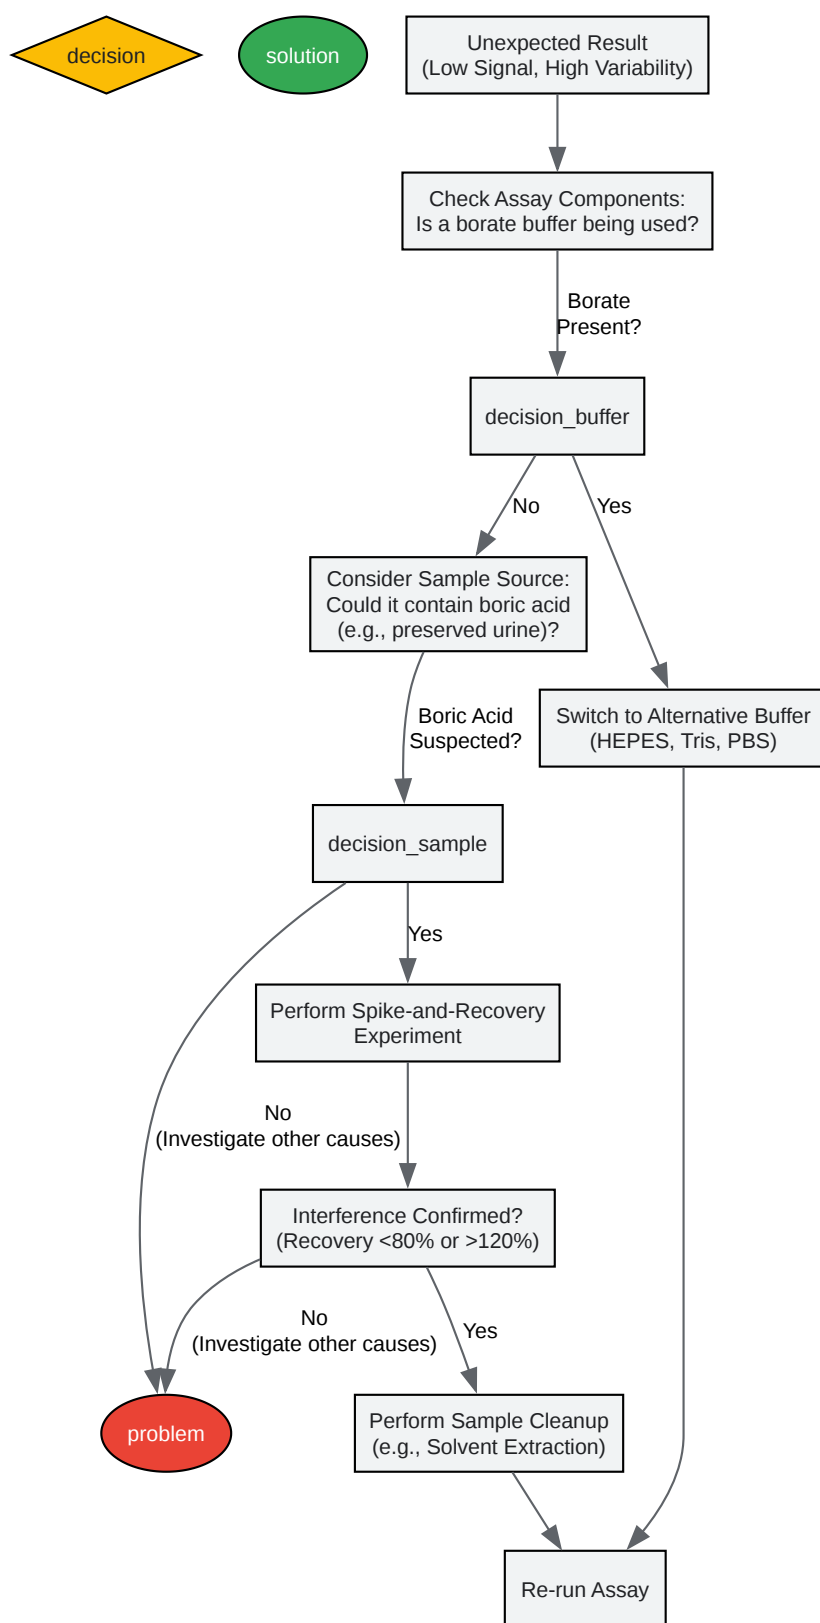 decision
solution
Unexpected Result
(Low Signal, High Variability)
Check Assay Components:
Is a borate buffer being used?
Borate
Present?
decision_buffer
No
Yes
Consider Sample Source:
Could it contain boric acid
(e.g., preserved urine)?
Switch to Alternative Buffer
(HEPES, Tris, PBS)
Boric Acid
Suspected?
decision_sample
Yes
Perform Spike-and-Recovery
Experiment
No
(Investigate other causes)
Interference Confirmed?
(Recovery <80% or >120%)
No
(Investigate other causes)
Yes
problem
Perform Sample Cleanup
(e.g., Solvent Extraction)
Re-run Assay